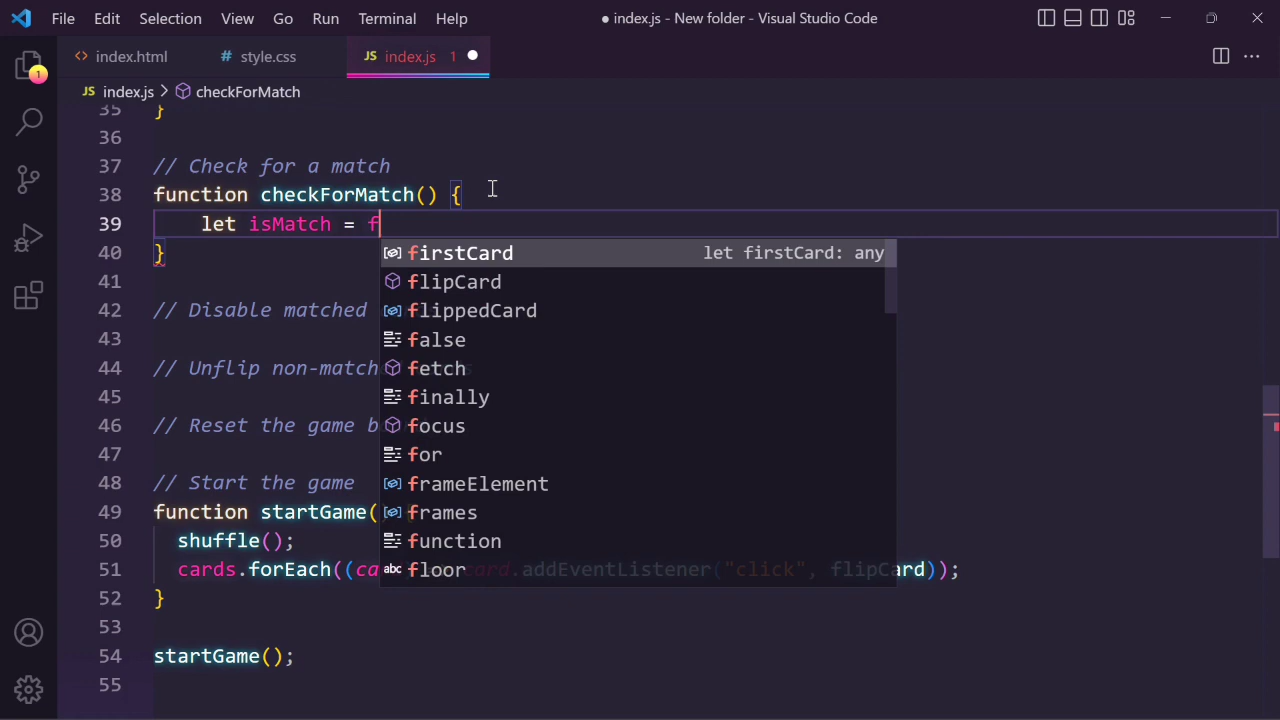 File Edit Selection View Go Run Terminal Help ● index.js - New folder - Visual Studio Code
<> index.html # style.css JS index.js 1 ●
JS index.js > checkForMatch
1
35 }
36
37 // Check for a match
38 function checkForMatch() {
39 let isMatch = f
firstCard let firstCard: any
40 }
flipCard
41
42 // Disable matched
flippedCard
43
false
44 // Unflip non-match
fetch
45
finally
46 // Reset the game b
focus
47
for
48 // Start the game
frameElement
49 function startGame(
frames
50 shuffle();
function
51 cards.forEach((ca card.addEventListener("click", flipCard));
abc floor
52 }
53
54 startGame();
55